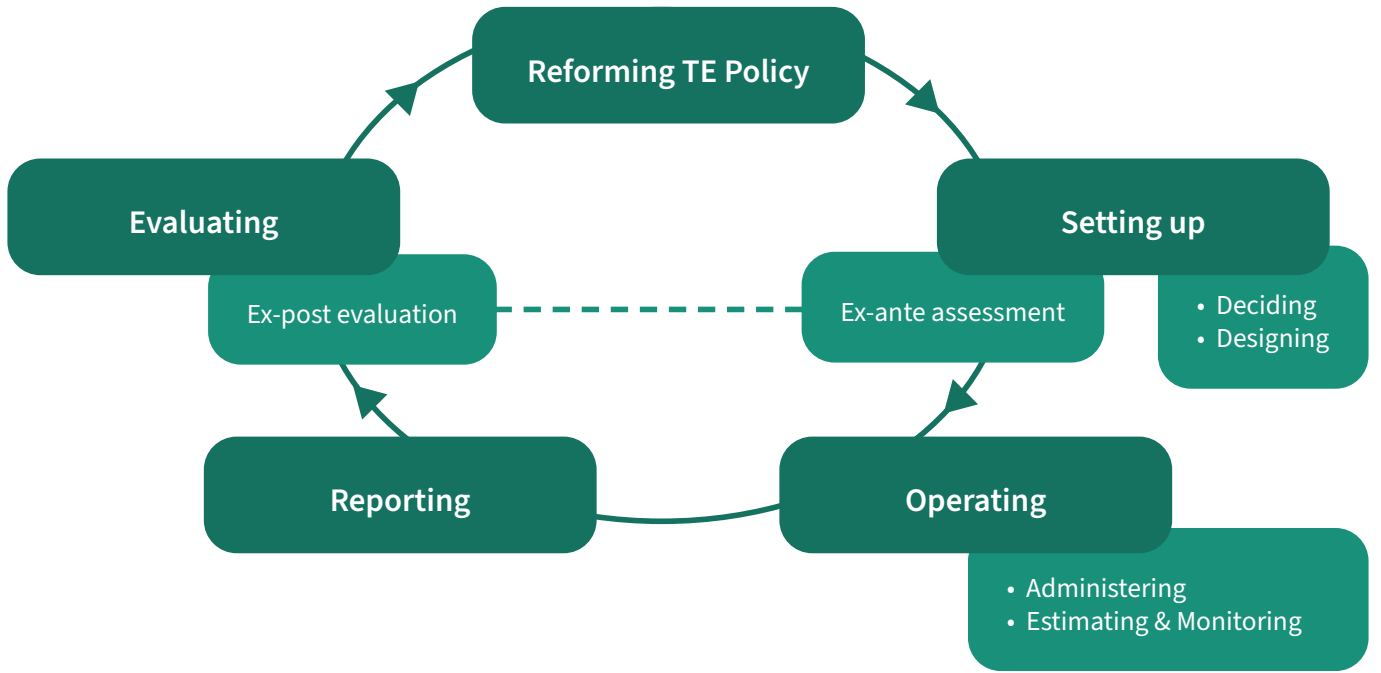 Reforming TE Policy
Evaluating
Setting up
Ex-post evaluation
Ex-ante assessment
• Deciding
• Designing
Reporting
Operating
• Administering
• Estimating & Monitoring